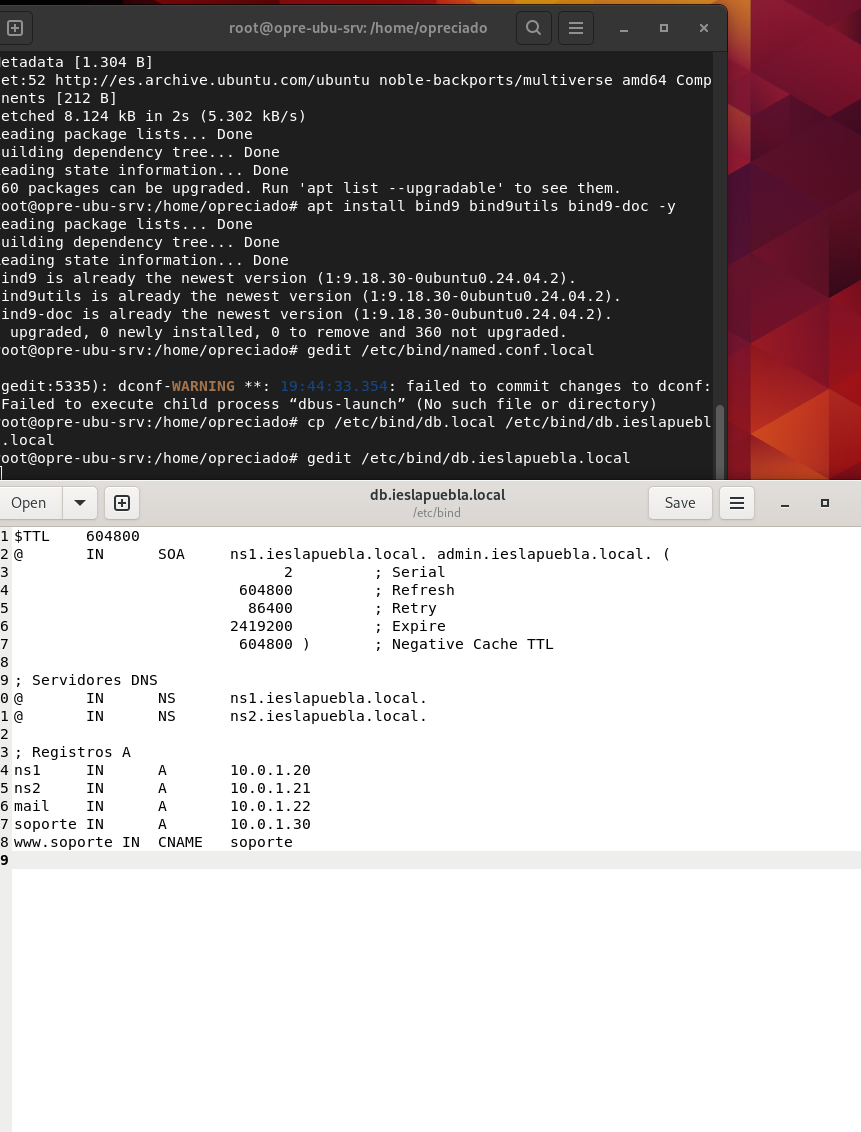 root@opre-ubu-srv: /home/opreciado
etadata [1.304 B]
et:52 http://es.archive.ubuntu.com/ubuntu noble-backports/multiverse amd64 Comp
nents [212 B]
etched 8.124 kB in 2s (5.302 kB/s)
eading package lists... Done
uilding dependency tree... Done
eading state information... Done
60 packages can be upgraded. Run 'apt list --upgradable' to see them.
oot@opre-ubu-srv:/home/opreciado# apt install bind9 bind9utils bind9-doc -y
eading package lists... Done
uilding dependency tree... Done
eading state information... Done
ind9 is already the newest version (1:9.18.30-0ubuntu0.24.04.2).
ind9utils is already the newest version (1:9.18.30-0ubuntu0.24.04.2).
ind9-doc is already the newest version (1:9.18.30-0ubuntu0.24.04.2).
upgraded, 0 newly installed, 0 to remove and 360 not upgraded.
oot@opre-ubu-srv:/home/opreciado# gedit /etc/bind/named.conf.local
gedit:5335): dconf-WARNING **: 19:44:33.354: failed to commit changes to dconf:
Failed to execute child process “dbus-launch” (No such file or directory)
oot@opre-ubu-srv:/home/opreciado# cp /etc/bind/db.local /etc/bind/db.ieslapuebl
.local
oot@opre-ubu-srv:/home/opreciado# gedit /etc/bind/db.ieslapuebla.local
Open db.ieslapuebla.local Save
/etc/bind
1 $TTL 604800
2 @ IN SOA ns1.ieslapuebla.local. admin.ieslapuebla.local. (
3 2 ; Serial
4 604800 ; Refresh
5 86400 ; Retry
6 2419200 ; Expire
7 604800 ) ; Negative Cache TTL
8
9 ; Servidores DNS
0 @ IN NS ns1.ieslapuebla.local.
1 @ IN NS ns2.ieslapuebla.local.
2
3 ; Registros A
4 ns1 IN A 10.0.1.20
5 ns2 IN A 10.0.1.21
6 mail IN A 10.0.1.22
7 soporte IN A 10.0.1.30
8 www.soporte IN CNAME soporte
9